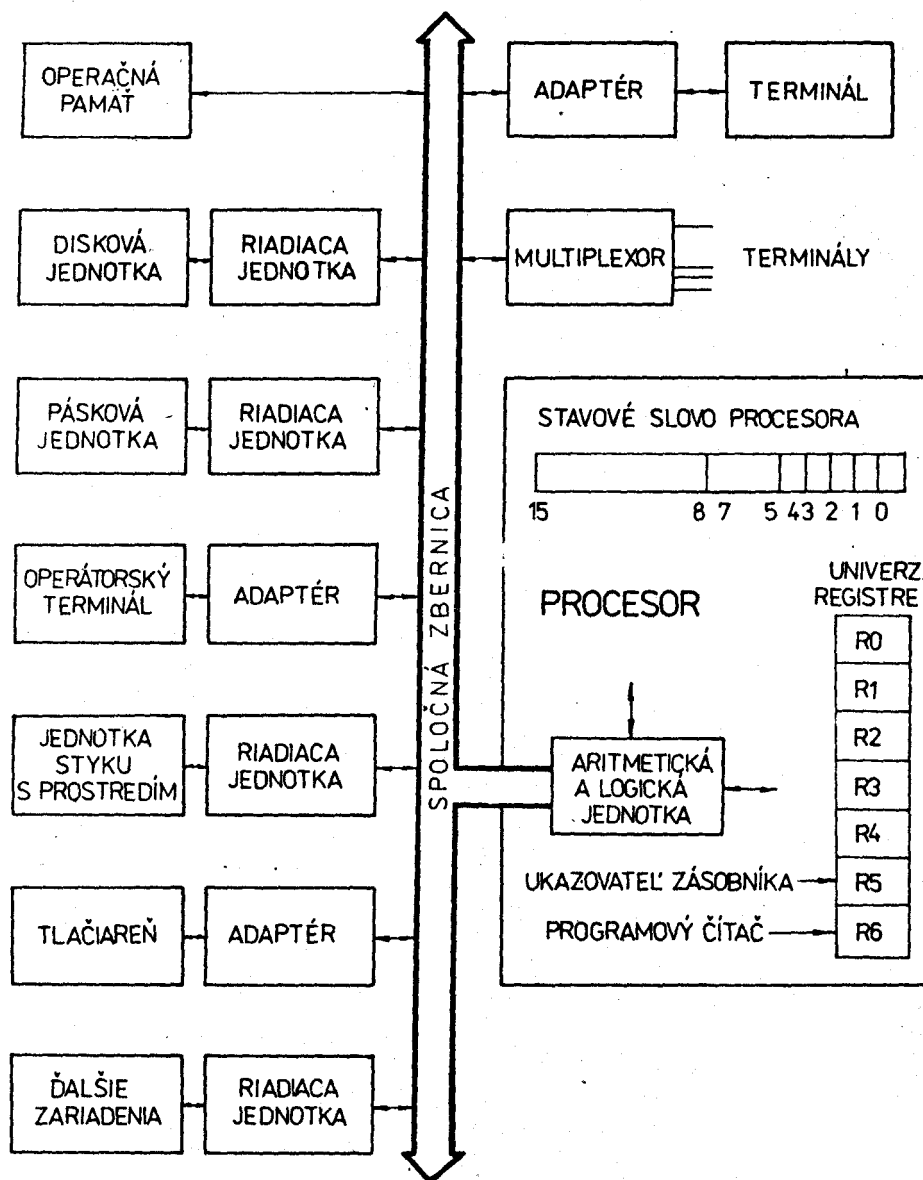 OPERAČNÁ
PAMÄŤ
ADAPTÉR
TERMINÁL
DISKOVÁ
JEDNOTKA
RIADIACA
JEDNOTKA
MULTIPLEXOR
TERMINÁLY
PÁSKOVÁ
JEDNOTKA
RIADIACA
JEDNOTKA
STAVOVÉ SLOVO PROCESORA
15 8 7 5 4 3 2 1 0
OPERÁTORSKÝ
TERMINÁL
ADAPTÉR
SPOLOČNÁ ZBERNICA
PROCESOR
UNIVERZ
REGISTRE
R0
R1
R2
R3
R4
R5
R6
JEDNOTKA
STYKU
S PROSTREDÍM
RIADIACA
JEDNOTKA
ARITMETICKÁ
A LOGICKÁ
JEDNOTKA
UKAZOVATEĽ ZÁSOBNÍKA
PROGRAMOVÝ ČÍTAČ
TLAČIAREŇ
ADAPTÉR
ĎALŠIE
ZARIADENIA
RIADIACA
JEDNOTKA